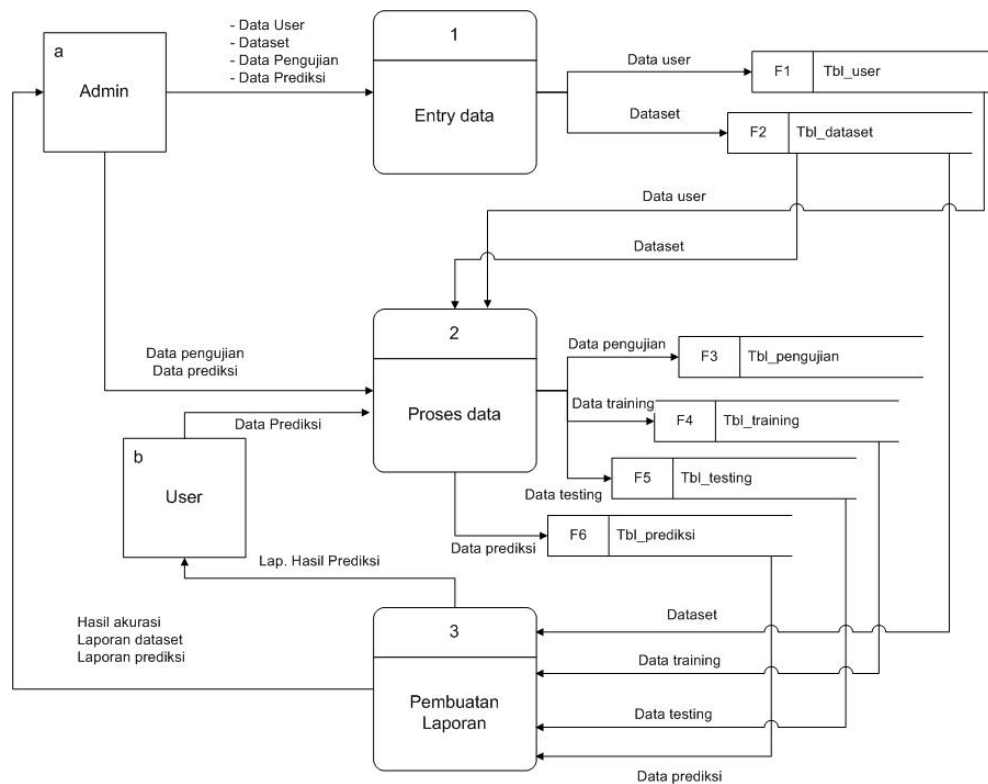 - Data User
- Dataset
- Data Pengujian
- Data Prediksi
a
Admin
1
Entry data
Data user
F1
Tbl_user
Dataset
F2
Tbl_dataset
Data user
Dataset
2
Proses data
Data pengujian
Data prediksi
Data Prediksi
b
User
Data pengujian
F3
Tbl_pengujian
Data training
F4
Tbl_training
Data testing
F5
Tbl_testing
Data prediksi
F6
Tbl_prediksi
Lap. Hasil Prediksi
Hasil akurasi
Laporan dataset
Laporan prediksi
3
Pembuatan
Laporan
Dataset
Data training
Data testing
Data prediksi